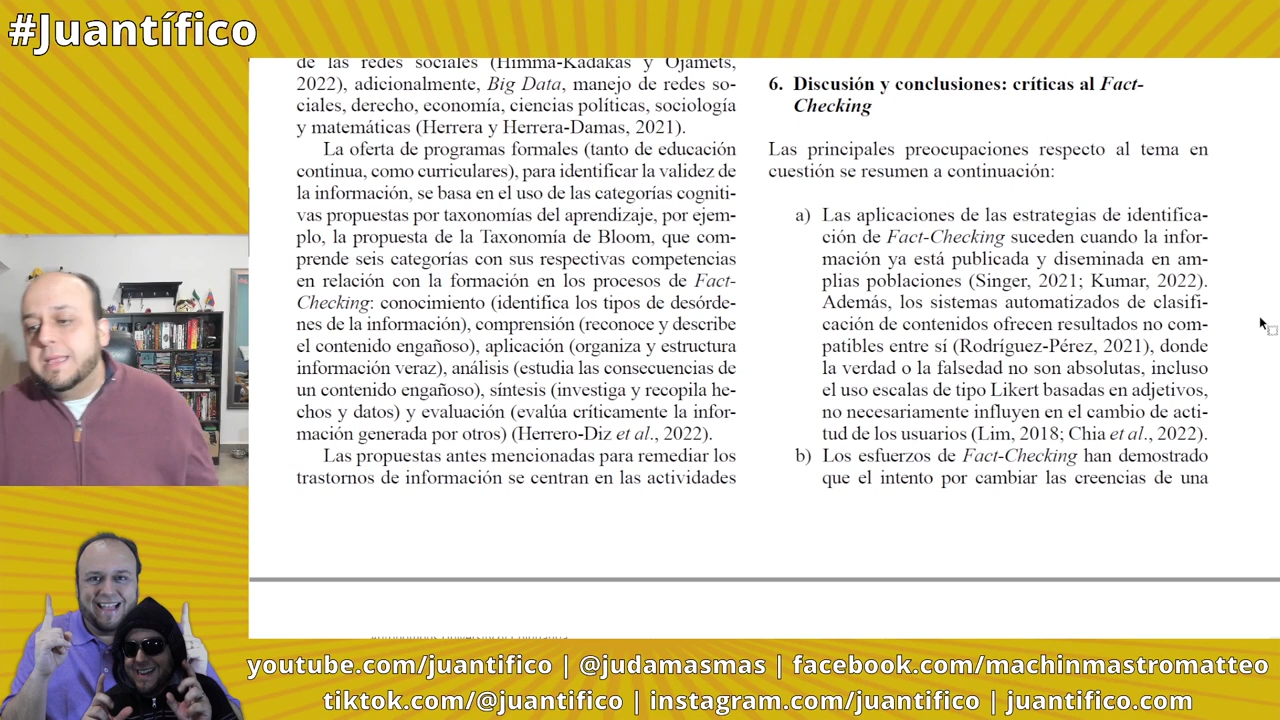 #Juantífico
de las redes sociales (Himma-Kadakas y Ojamets,
2022), adicionalmente, Big Data, manejo de redes so-
ciales, derecho, economía, ciencias políticas, sociología
y matemáticas (Herrera y Herrera-Damas, 2021).
La oferta de programas formales (tanto de educación
continua, como curriculares), para identificar la validez de
la información, se basa en el uso de las categorías cogniti-
vas propuestas por taxonomías del aprendizaje, por ejem-
plo, la propuesta de la Taxonomía de Bloom, que com-
prende seis categorías con sus respectivas competencias
en relación con la formación en los procesos de Fact-
Checking: conocimiento (identifica los tipos de desórde-
nes de la información), comprensión (reconoce y describe
el contenido engañoso), aplicación (organiza y estructura
información veraz), análisis (estudia las consecuencias de
un contenido engañoso), síntesis (investiga y recopila he-
chos y datos) y evaluación (evalúa críticamente la infor-
mación generada por otros) (Herrero-Diz et al., 2022).
Las propuestas antes mencionadas para remediar los
trastornos de información se centran en las actividades
6. Discusión y conclusiones: críticas al Fact-
Checking
Las principales preocupaciones respecto al tema en
cuestión se resumen a continuación:
a) Las aplicaciones de las estrategias de identifica-
ción de Fact-Checking suceden cuando la infor-
mación ya está publicada y diseminada en am-
plias poblaciones (Singer, 2021; Kumar, 2022).
Además, los sistemas automatizados de clasifi-
cación de contenidos ofrecen resultados no com-
patibles entre sí (Rodríguez-Pérez, 2021), donde
la verdad o la falsedad no son absolutas, incluso
el uso escalas de tipo Likert basadas en adjetivos,
no necesariamente influyen en el cambio de acti-
tud de los usuarios (Lim, 2018; Chia et al., 2022).
b) Los esfuerzos de Fact-Checking han demostrado
que el intento por cambiar las creencias de una
youtube.com/juantifico | @judamasmas | facebook.com/machinmastromatteo
tiktok.com/@juantifico | instagram.com/juantifico | juantifico.com